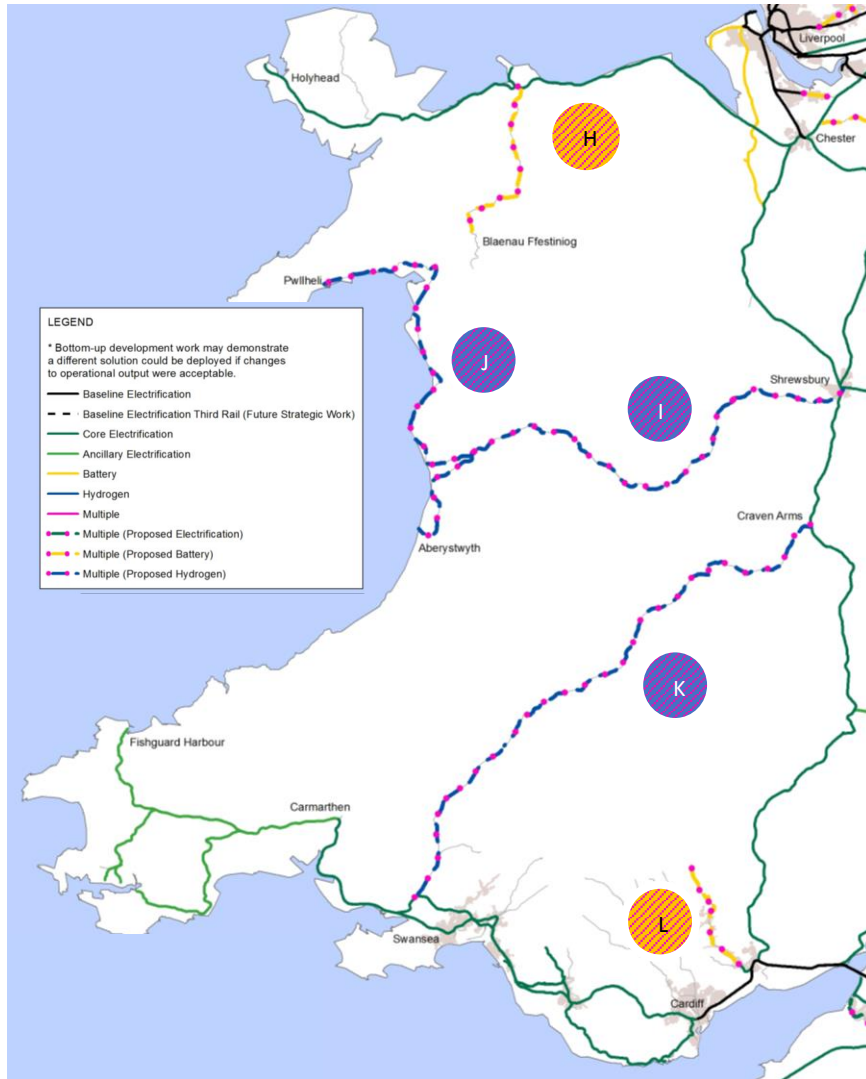 Liverpool
Holyhead
H
Chester
Blaenau Ffestiniog
Pwllheli
LEGEND
* Bottom-up development work may demonstrate
a different solution could be deployed if changes
to operational output were acceptable.
Baseline Electrification
Baseline Electrification Third Rail (Future Strategic Work)
Core Electrification
Ancillary Electrification
Battery
Hydrogen
Multiple
Multiple (Proposed Electrification)
Multiple (Proposed Battery)
Multiple (Proposed Hydrogen)
J
Shrewsbury
I
Craven Arms
Aberystwyth
K
Fishguard Harbour
Carmarthen
L
Swansea
Cardiff